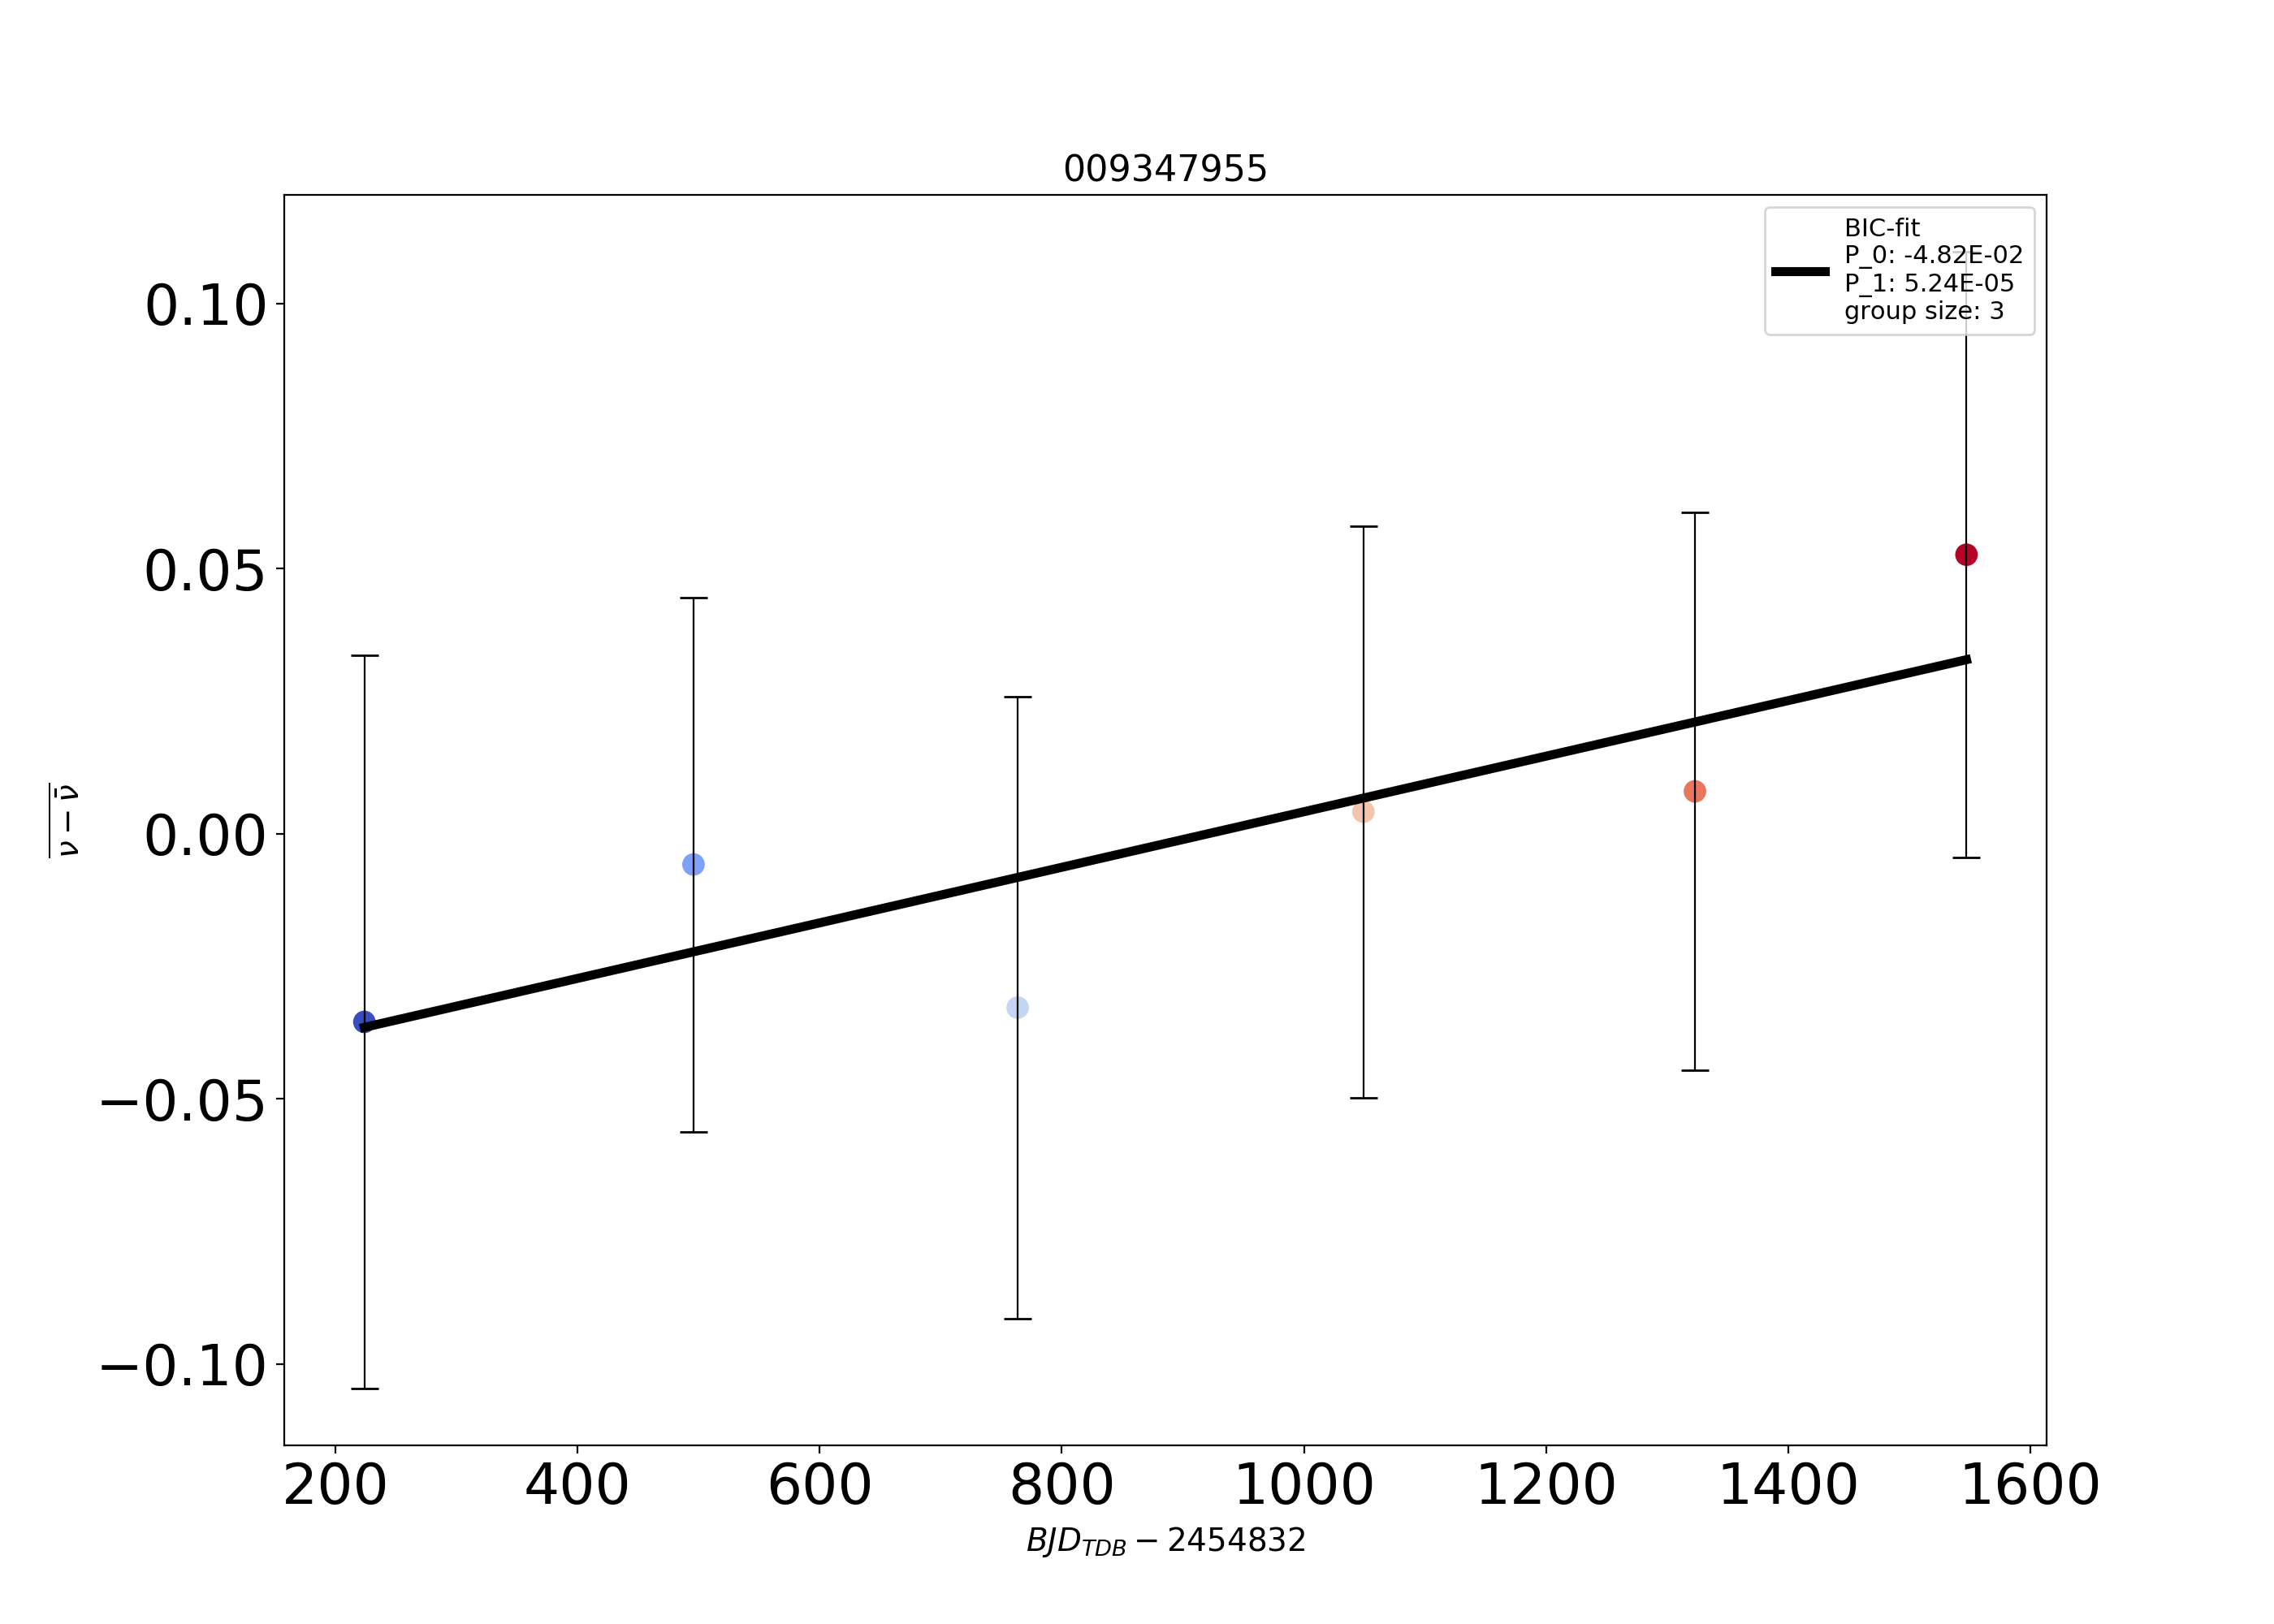 009347955
BIC-fit
P_0: -4.82E-02
P_1: 5.24E-05
group size: 3
0.10
0.05
0.00
−0.05
−0.10
ν − ν̄
200 400 600 800 1000 1200 1400 1600
BJD_TDB − 2454832